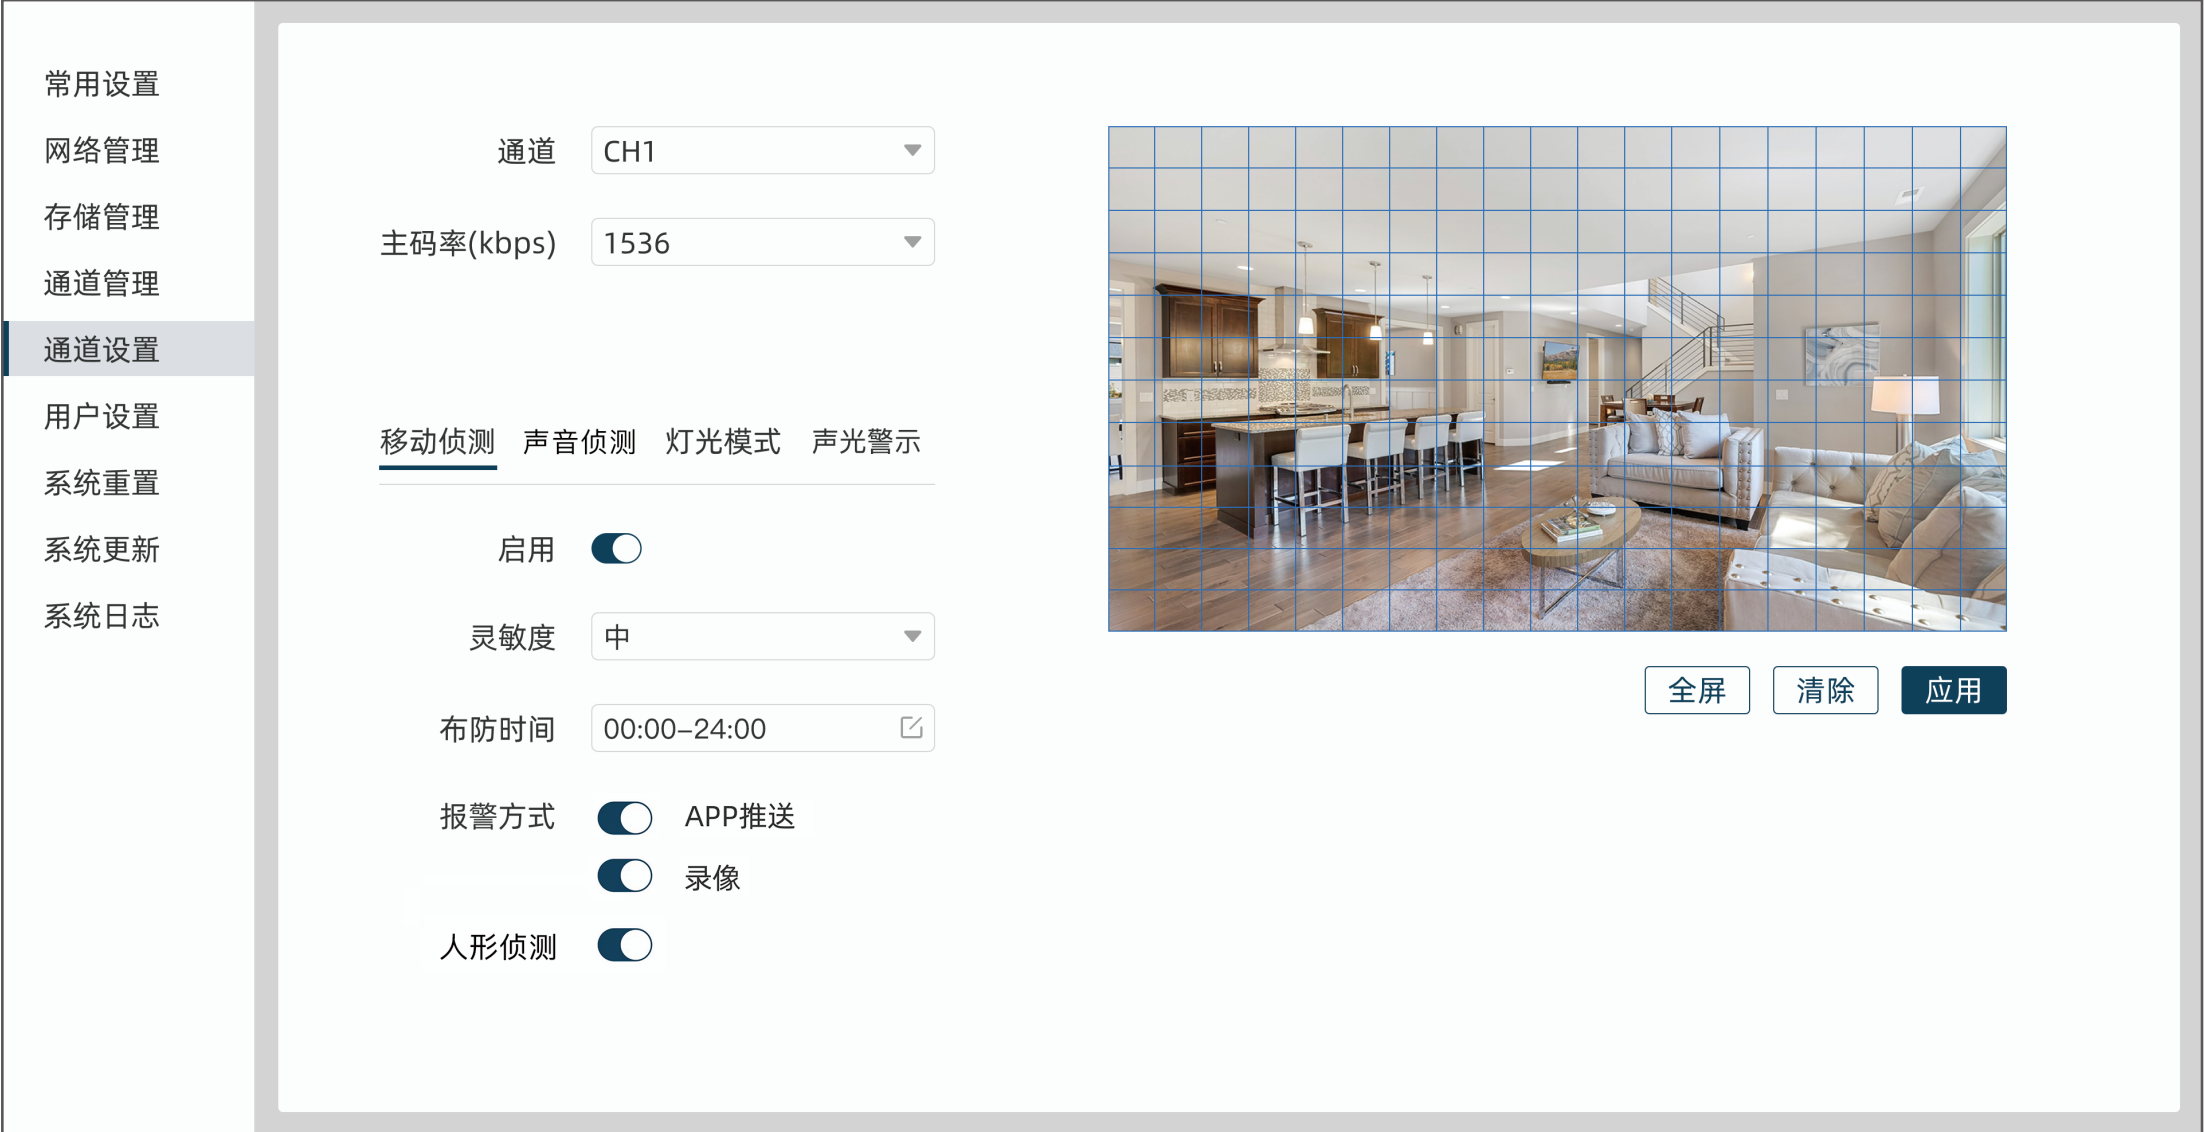 常用设置
网络管理
存储管理
通道管理
通道设置
用户设置
系统重置
系统更新
系统日志
通道 CH1
主码率(kbps) 1536
移动侦测 声音侦测 灯光模式 声光警示
启用
灵敏度 中
布防时间 00:00–24:00
报警方式 APP推送
录像
人形侦测
全屏 清除 应用